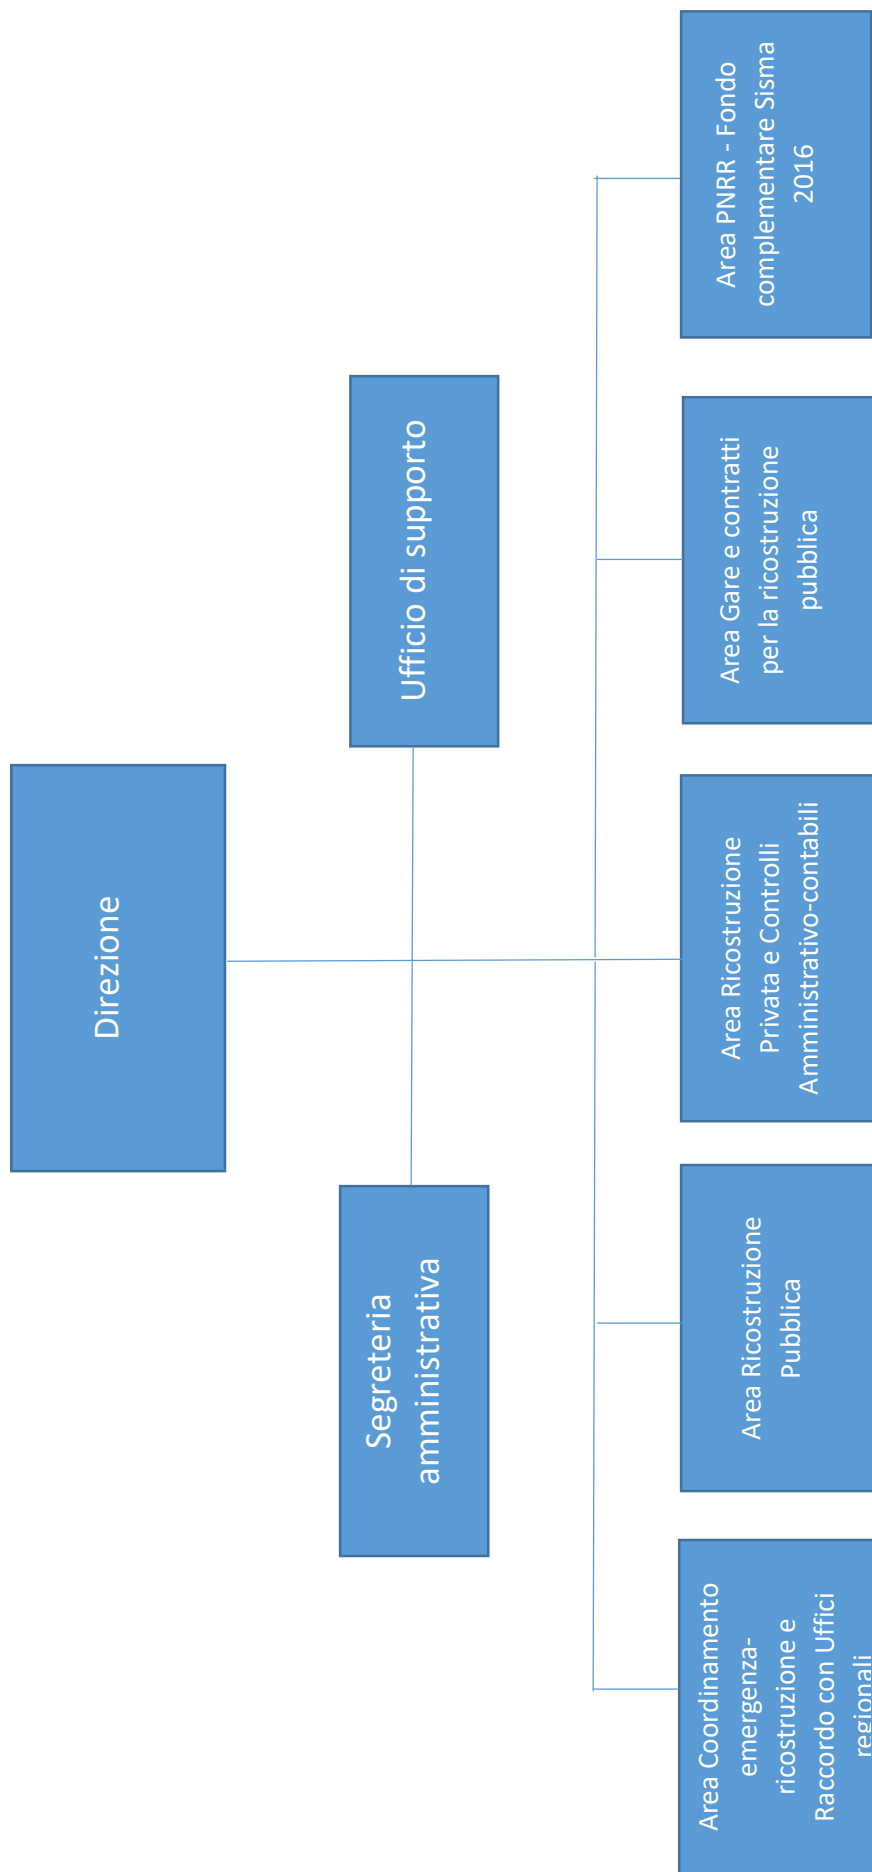 Direzione
Segreteria
amministrativa
Ufficio di supporto
Area Coordinamento
emergenza-
ricostruzione e
Raccordo con Uffici
regionali
Area Ricostruzione
Pubblica
Area Ricostruzione
Privata e Controlli
Amministrativo-contabili
Area Gare e contratti
per la ricostruzione
pubblica
Area PNRR - Fondo
complementare Sisma
2016